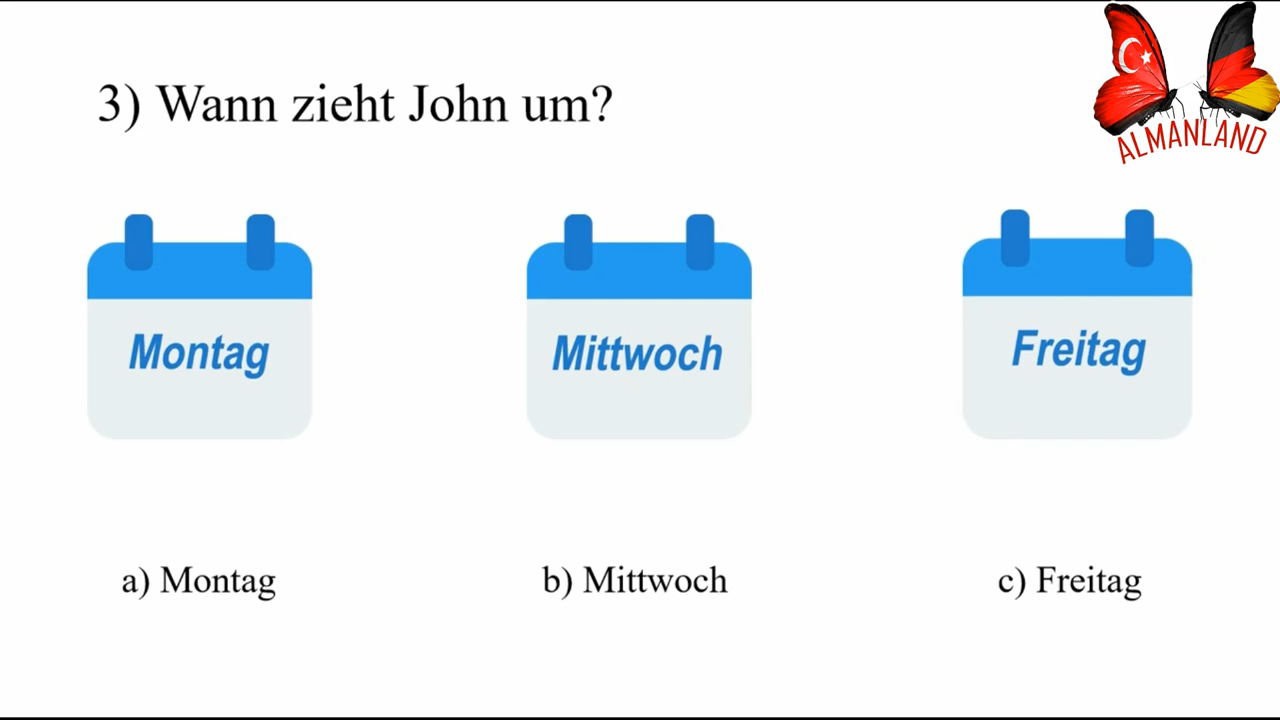 ALMANLAND
3) Wann zieht John um?
Montag
Mittwoch
Freitag
a) Montag
b) Mittwoch
c) Freitag